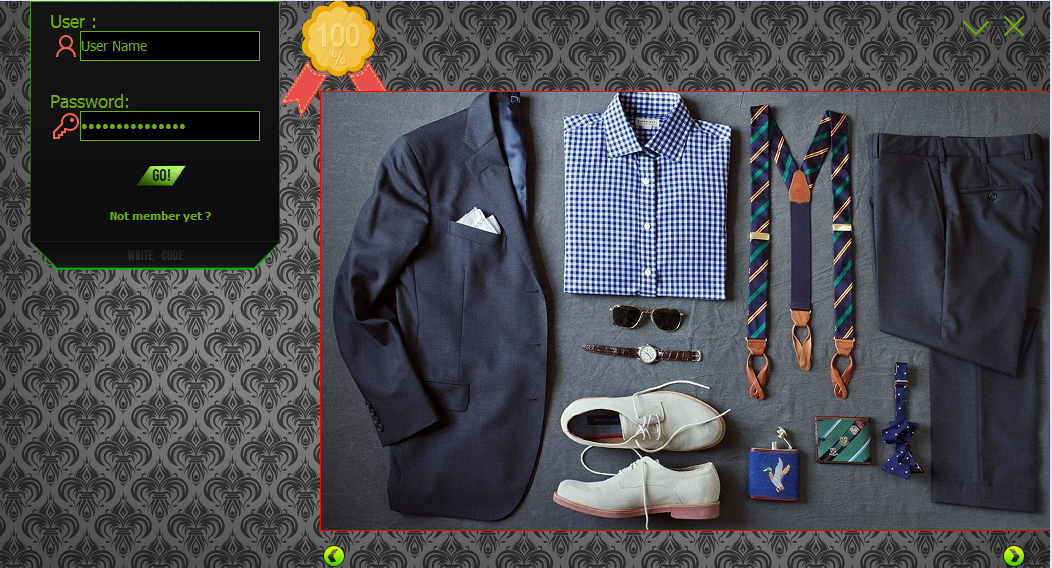 User :
User Name
Password:
•••••••••••••••
GO!
Not member yet ?
WRITE CODE
100
%